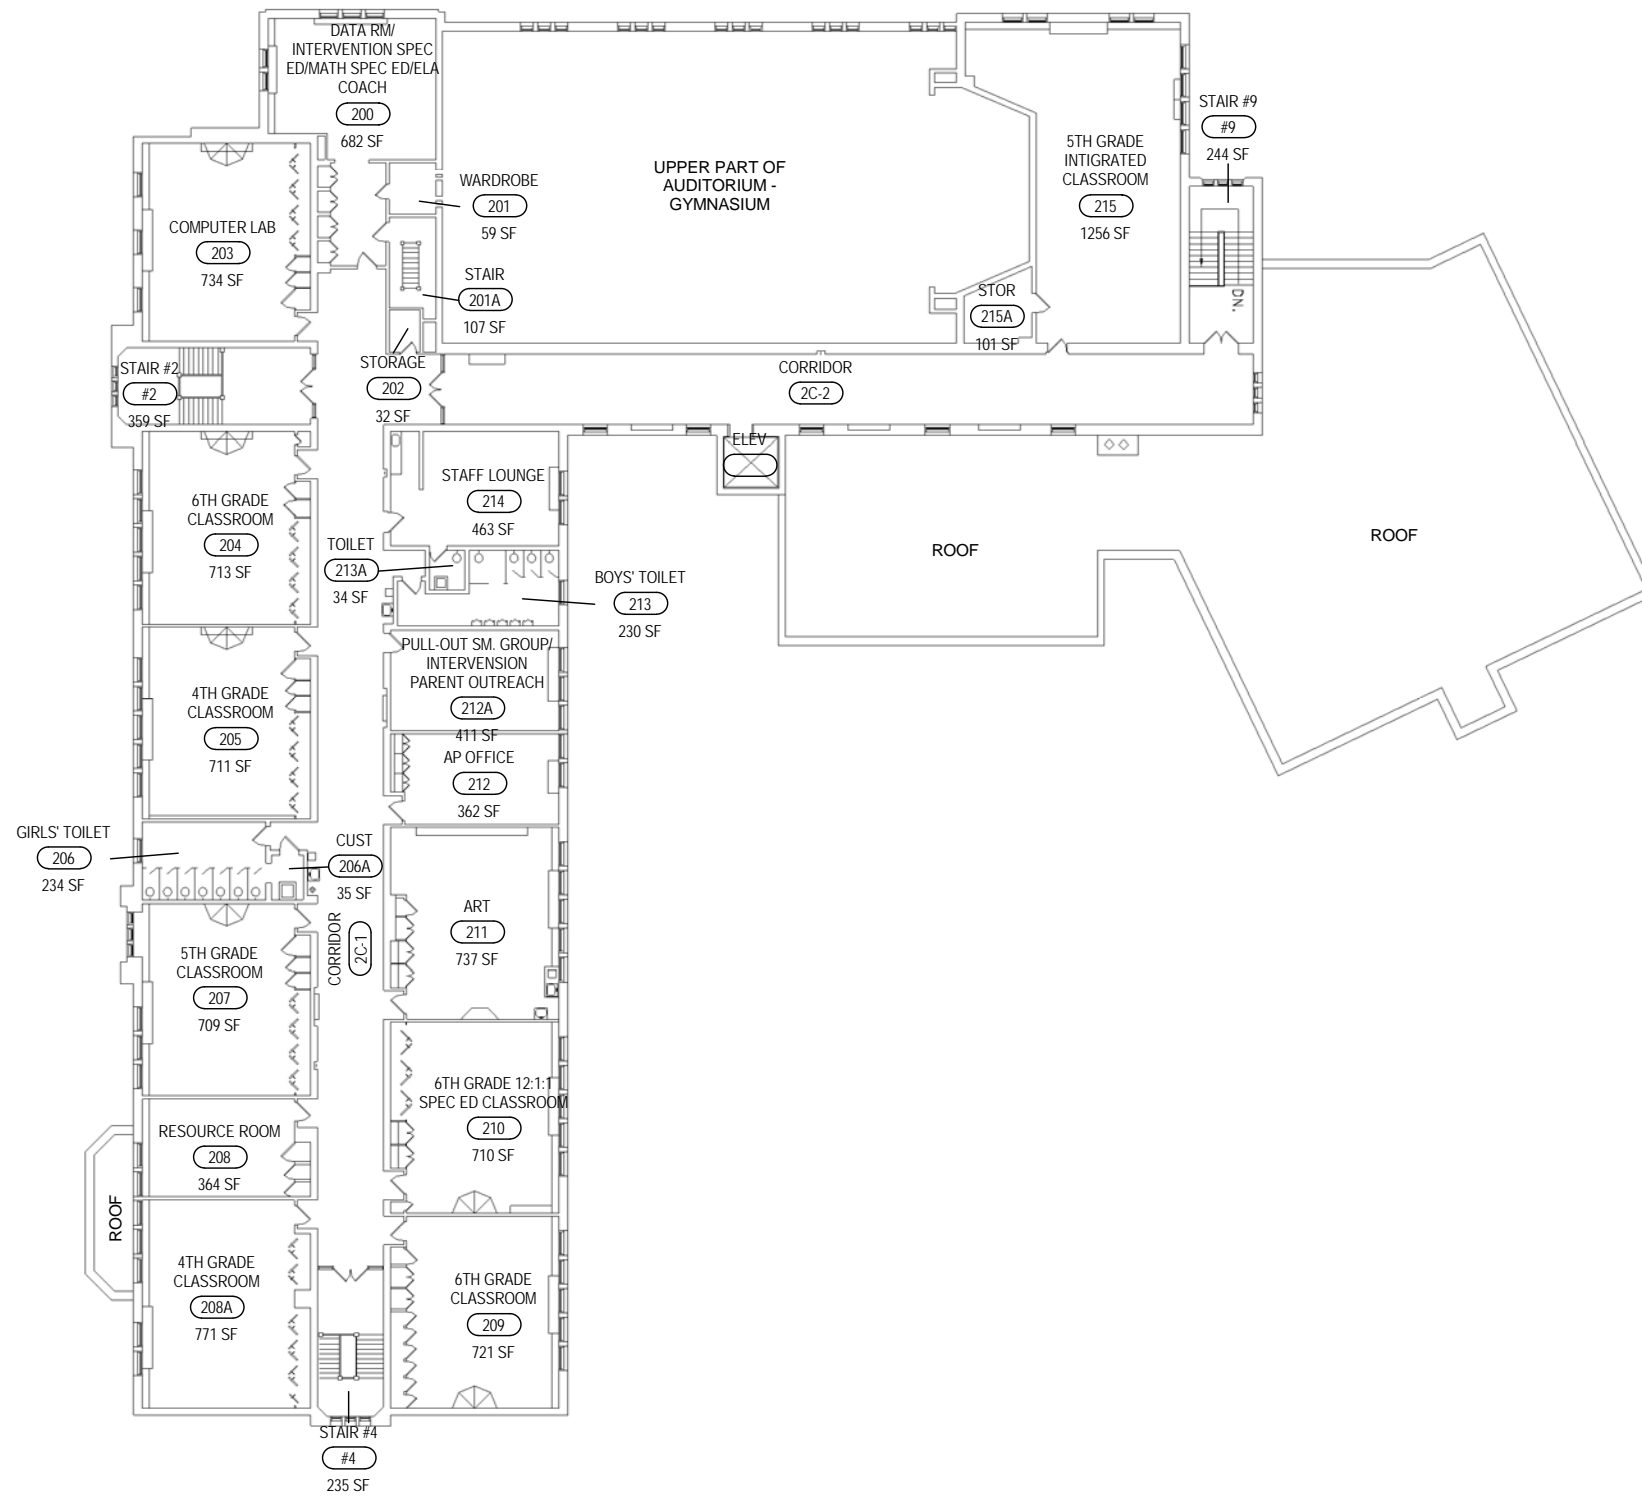 DATA RM/
INTERVENTION SPEC
ED/MATH SPEC ED/ELA
COACH
200
682 SF
WARDROBE
201
59 SF
STAIR
201A
107 SF
STORAGE
202
32 SF
COMPUTER LAB
203
734 SF
STAIR #2
#2
359 SF
UPPER PART OF
AUDITORIUM -
GYMNASIUM
5TH GRADE
INTIGRATED
CLASSROOM
215
1256 SF
STOR
215A
101 SF
STAIR #9
#9
244 SF
DN.
CORRIDOR
2C-2
ELEV
ROOF
ROOF
STAFF LOUNGE
214
463 SF
6TH GRADE
CLASSROOM
204
713 SF
TOILET
213A
34 SF
BOYS' TOILET
213
230 SF
PULL-OUT SM. GROUP/
INTERVENSION
PARENT OUTREACH
212A
411 SF
4TH GRADE
CLASSROOM
205
711 SF
AP OFFICE
212
362 SF
GIRLS' TOILET
206
234 SF
CUST
206A
35 SF
CORRIDOR
2C-1
ART
211
737 SF
5TH GRADE
CLASSROOM
207
709 SF
6TH GRADE 12:1:1
SPEC ED CLASSROOM
210
710 SF
RESOURCE ROOM
208
364 SF
ROOF
4TH GRADE
CLASSROOM
208A
771 SF
6TH GRADE
CLASSROOM
209
721 SF
STAIR #4
#4
235 SF